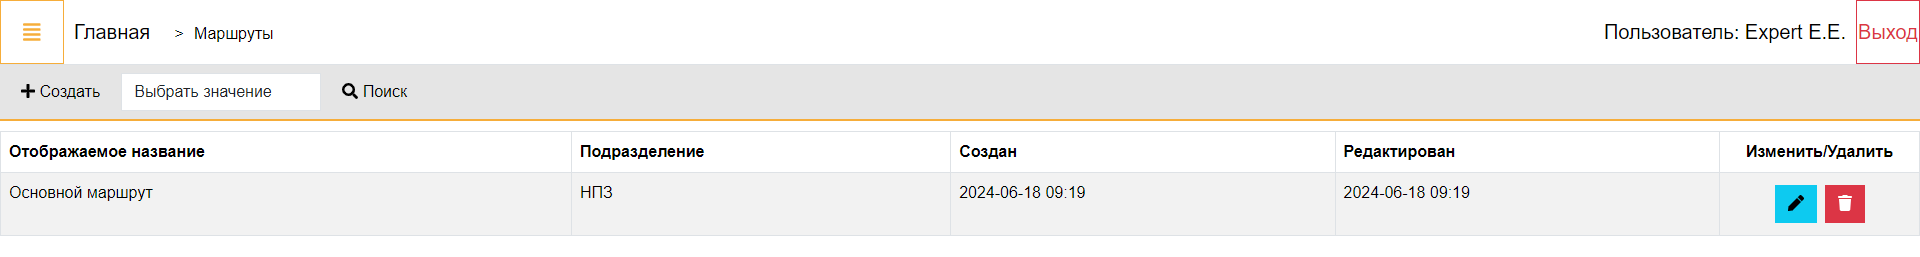 Главная > Маршруты Пользователь: Expert E.E. Выход
Создать Выбрать значение Поиск
Отображаемое название Подразделение Создан Редактирован Изменить/Удалить
Основной маршрут НПЗ 2024-06-18 09:19 2024-06-18 09:19